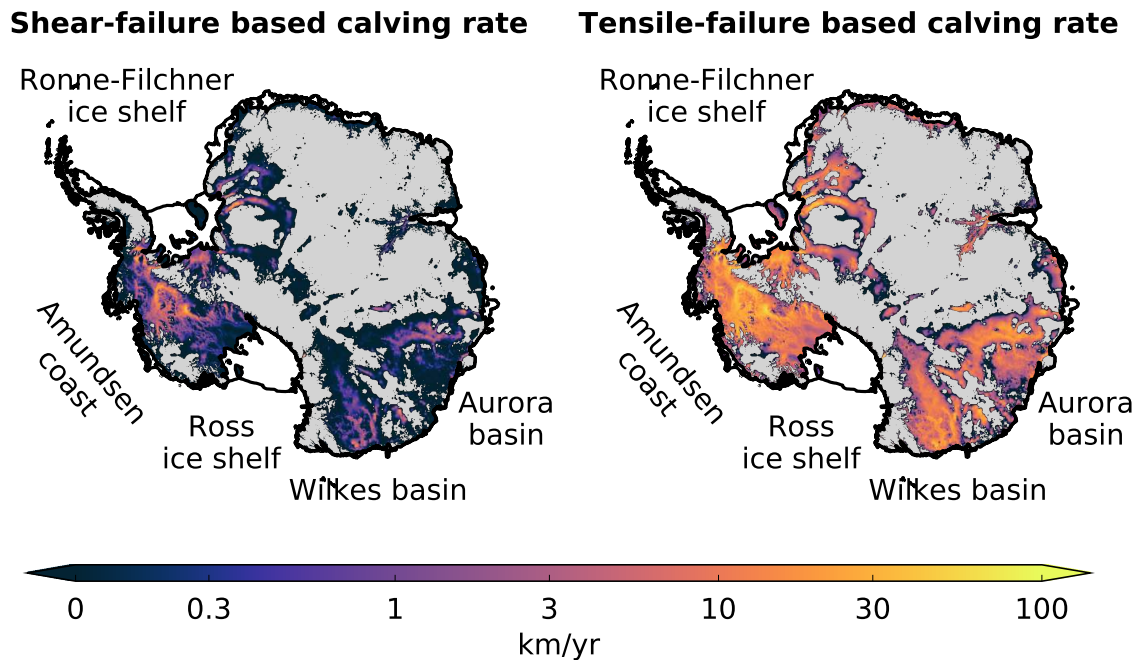 Shear-failure based calving rate
Ronne-Filchner
ice shelf
Amundsen
coast
Ross
ice shelf
Aurora
basin
Wilkes basin
Tensile-failure based calving rate
Ronne-Filchner
ice shelf
Amundsen
coast
Ross
ice shelf
Aurora
basin
Wilkes basin
0 0.3 1 3 10 30 100
km/yr